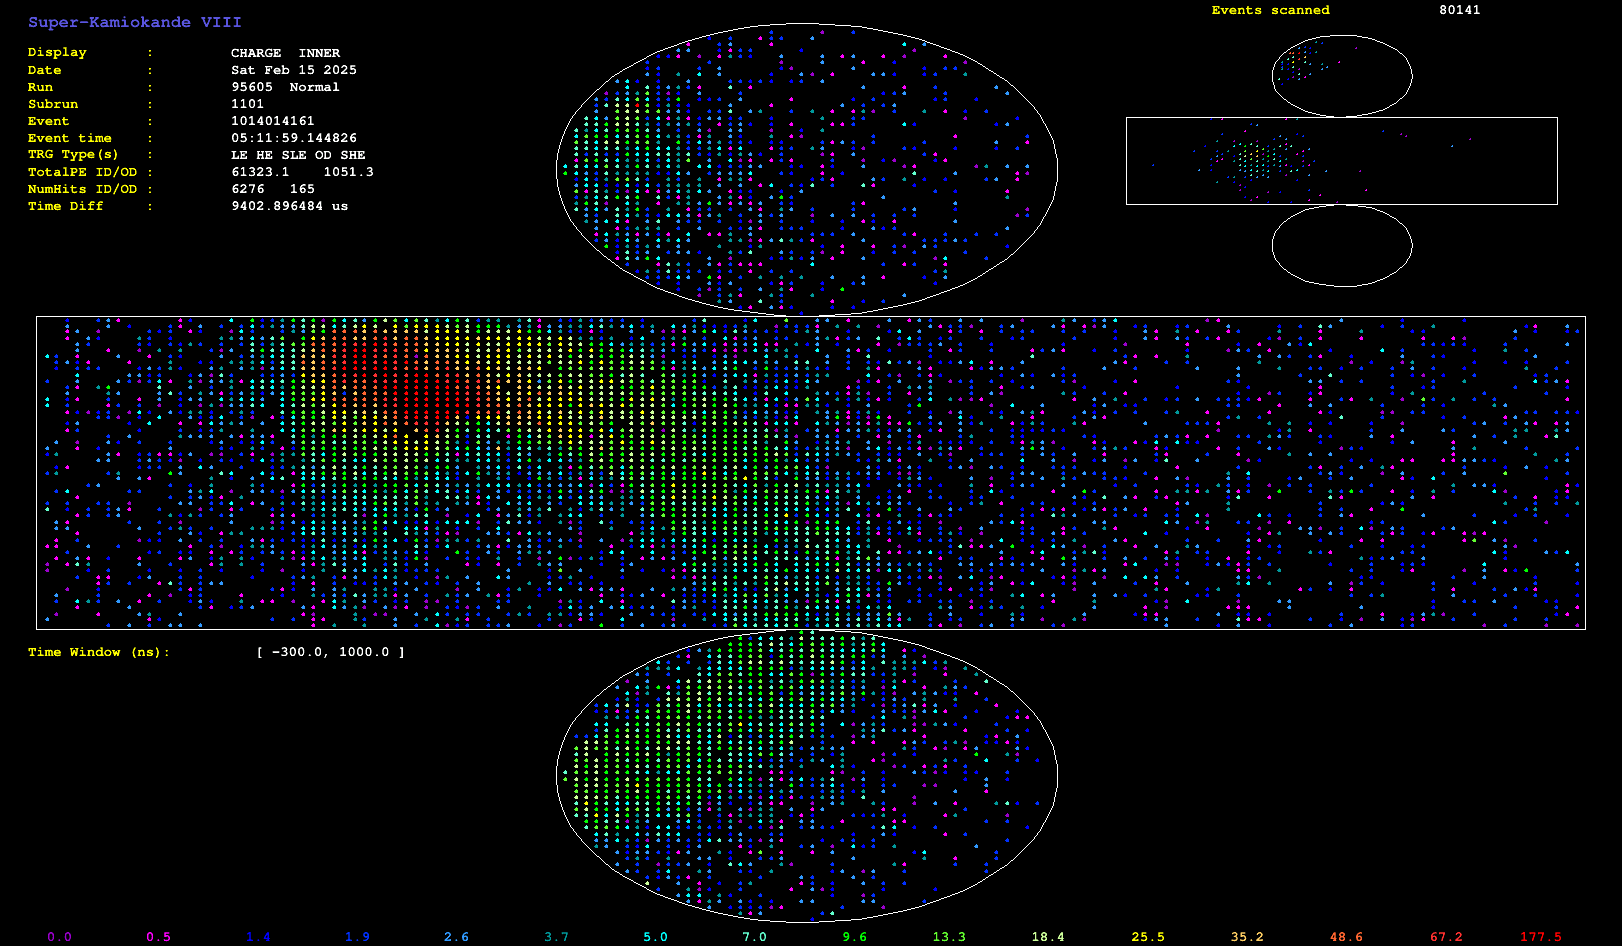 Super-Kamiokande VIII
Events scanned 80141
Display : CHARGE INNER
Date : Sat Feb 15 2025
Run : 95605 Normal
Subrun : 1101
Event : 1014014161
Event time : 05:11:59.144826
TRG Type(s) : LE HE SLE OD SHE
TotalPE ID/OD : 61323.1 1051.3
NumHits ID/OD : 6276 165
Time Diff : 9402.896484 us
Time Window (ns): [ -300.0, 1000.0 ]
0.0 0.5 1.4 1.9 2.6 3.7 5.0 7.0 9.6 13.3 18.4 25.5 35.2 48.6 67.2 177.5